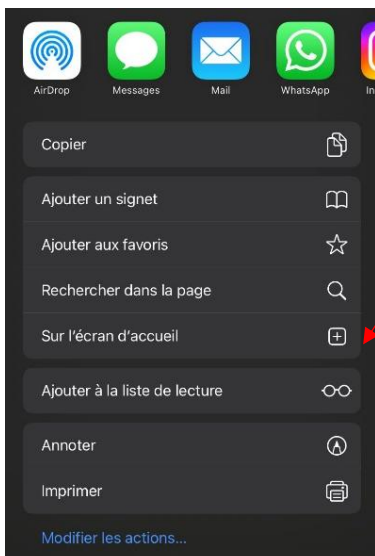 AirDrop
Messages
Mail
WhatsApp
In
Copier
Ajouter un signet
Ajouter aux favoris
Rechercher dans la page
Sur l'écran d'accueil
Ajouter à la liste de lecture
Annoter
Imprimer
Modifier les actions...